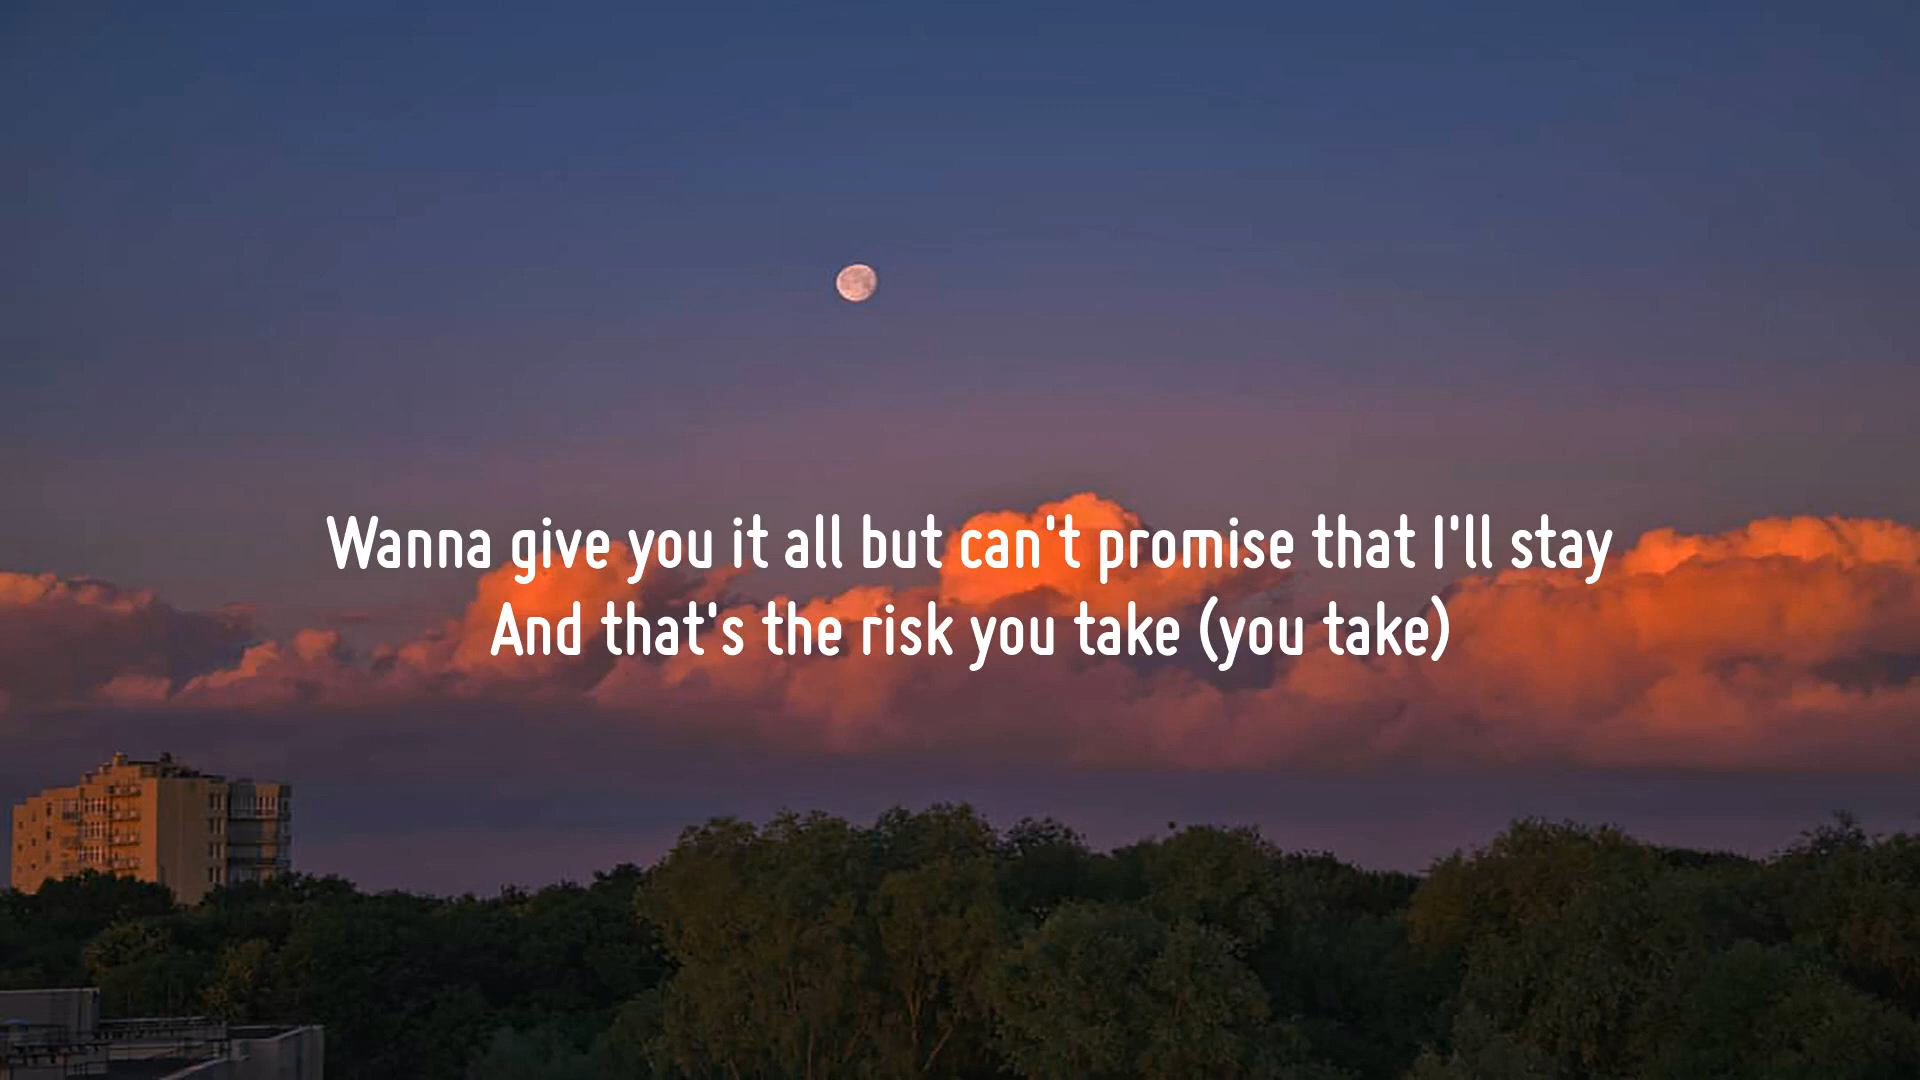 Wanna give you it all but can't promise that I'll stay
And that's the risk you take (you take)